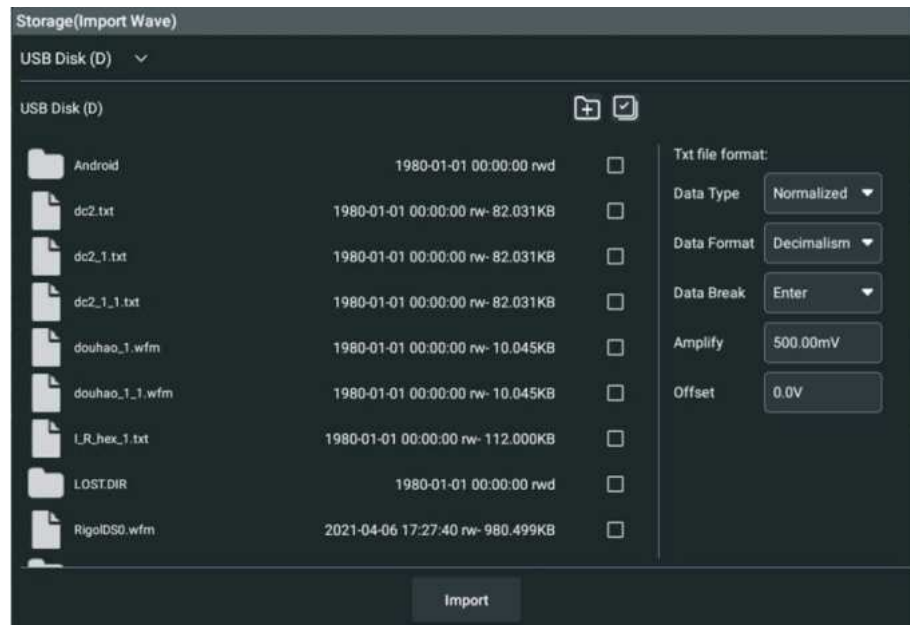 Storage(Import Wave)
USB Disk (D)
USB Disk (D)
Android 1980-01-01 00:00:00 rwd
dc2.txt 1980-01-01 00:00:00 rw- 82.031KB
dc2_1.txt 1980-01-01 00:00:00 rw- 82.031KB
dc2_1_1.txt 1980-01-01 00:00:00 rw- 82.031KB
douhao_1.wfm 1980-01-01 00:00:00 rw- 10.045KB
douhao_1_1.wfm 1980-01-01 00:00:00 rw- 10.045KB
I_R_hex_1.txt 1980-01-01 00:00:00 rw- 112.000KB
LOST.DIR 1980-01-01 00:00:00 rwd
RigolDS0.wfm 2021-04-06 17:27:40 rw- 980.499KB
Txt file format:
Data Type Normalized
Data Format Decimalism
Data Break Enter
Amplify 500.00mV
Offset 0.0V
Import